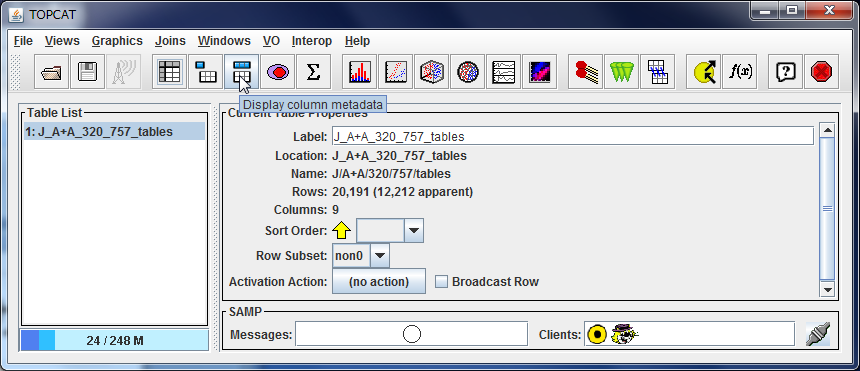 TOPCAT
File Views Graphics Joins Windows VO Interop Help
Σ f(x) ?
Display column metadata
Table List
1: J_A+A_320_757_tables
24 / 248 M
Current Table Properties
Label: J_A+A_320_757_tables
Location: J_A+A_320_757_tables
Name: J/A+A/320/757/tables
Rows: 20,191 (12,212 apparent)
Columns: 9
Sort Order:
Row Subset: non0
Activation Action: (no action) Broadcast Row
SAMP
Messages: Clients: